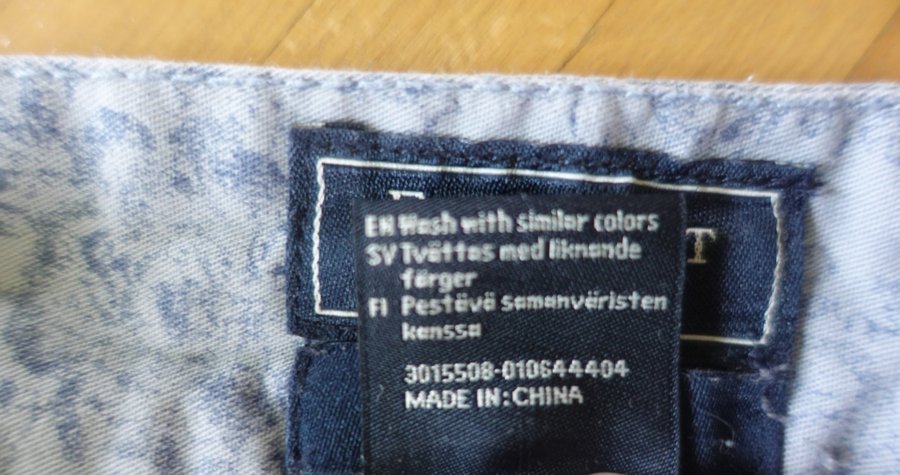 T
EN Wash with similar colors
SV Tvättas med liknande
färger
FI Pestävä samanväristen
kanssa
3015508-010644404
MADE IN:CHINA